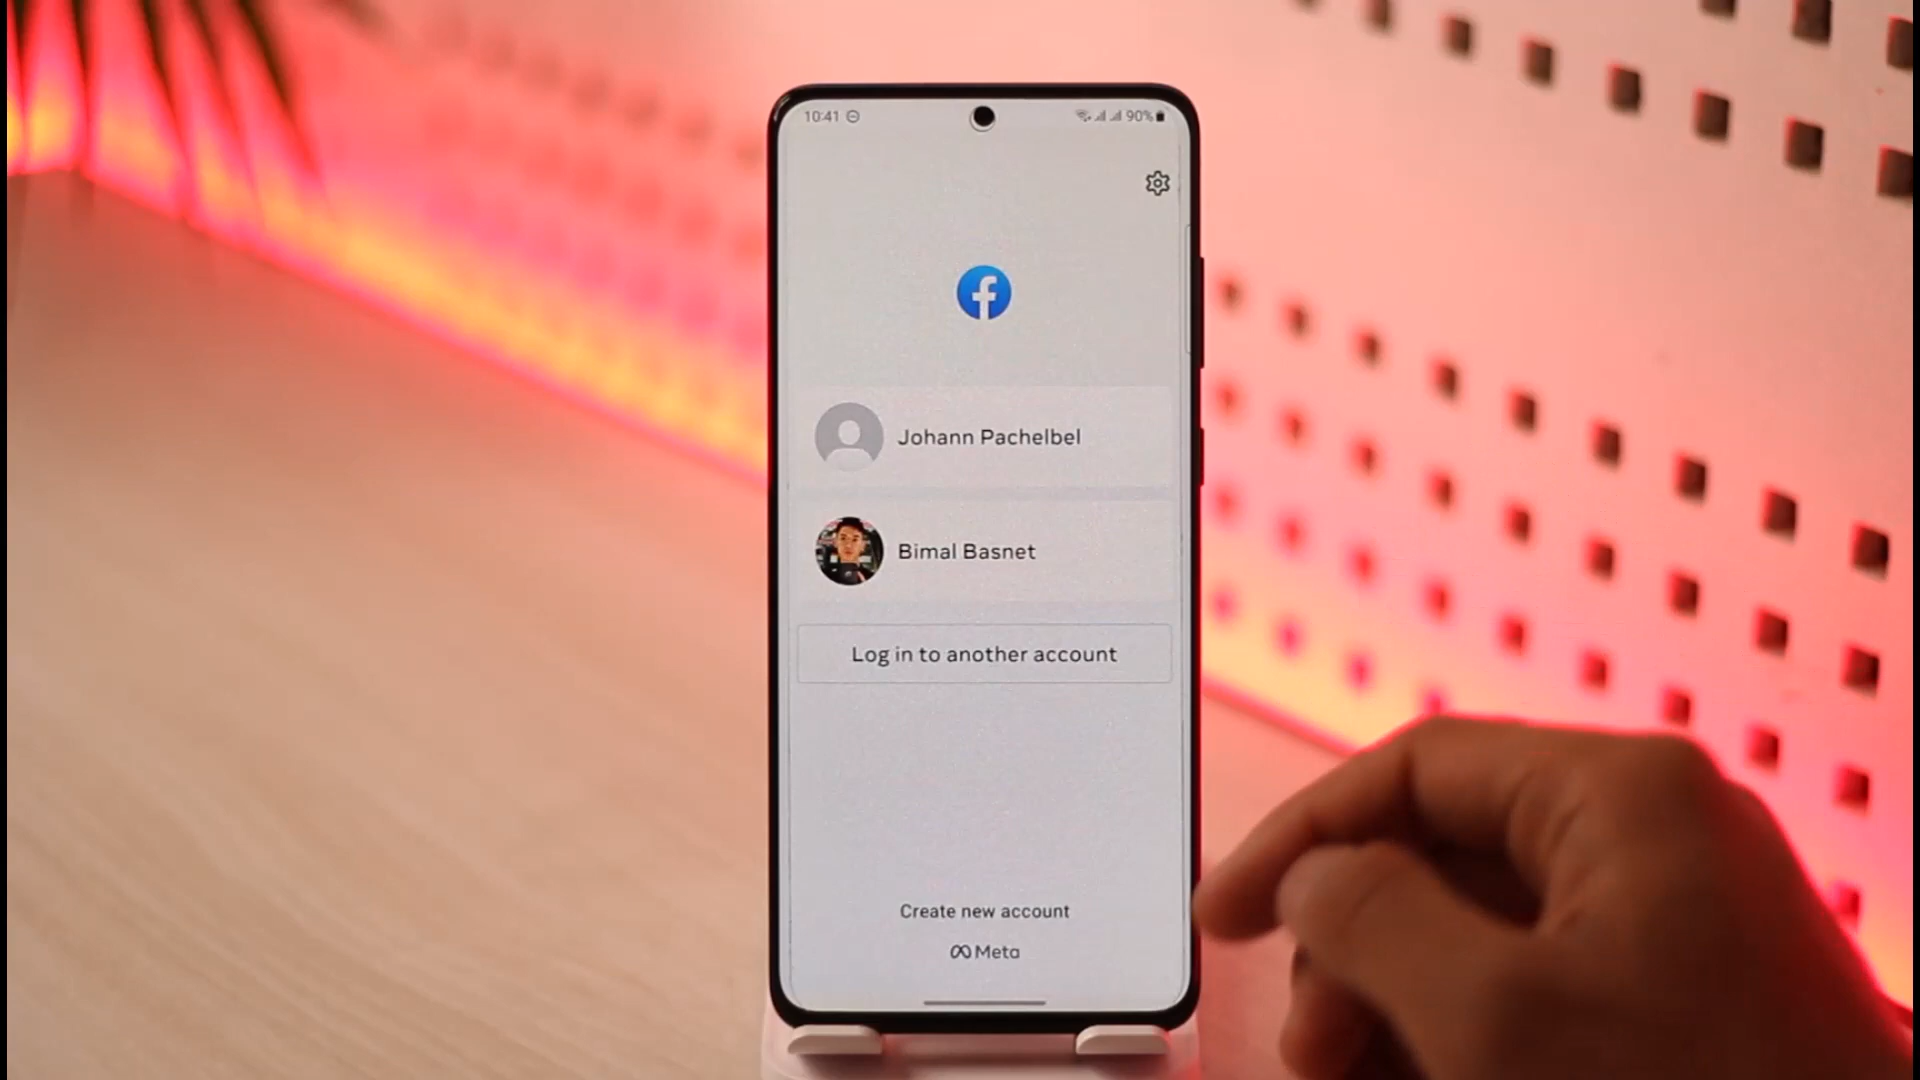 10:41
90%
Johann Pachelbel
Bimal Basnet
Log in to another account
Create new account
Meta